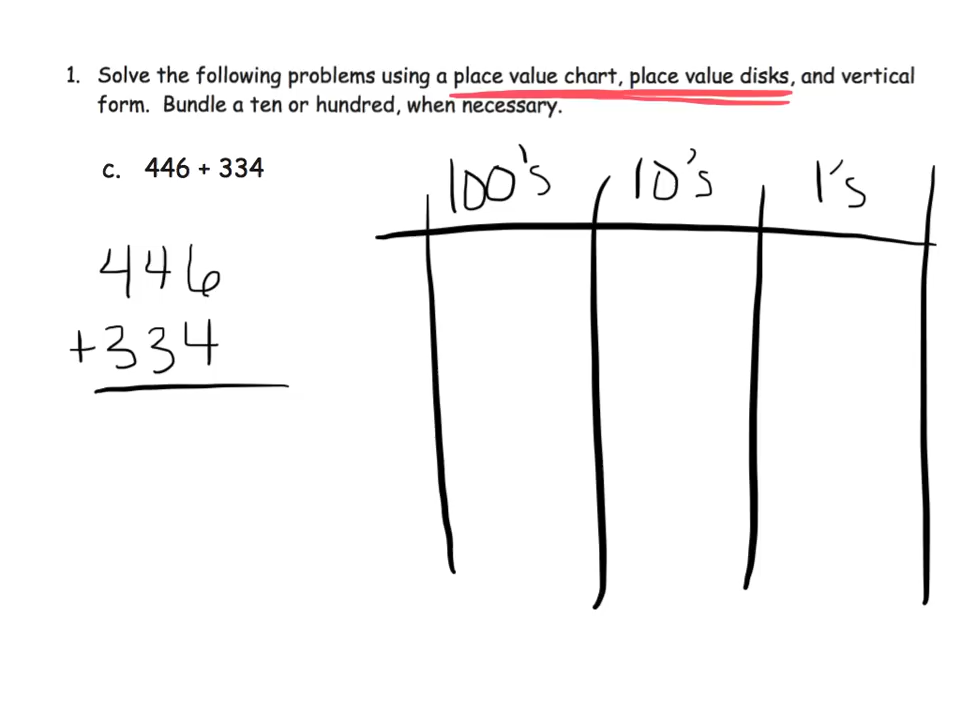 1. Solve the following problems using a place value chart, place value disks, and vertical
form. Bundle a ten or hundred, when necessary.
c. 446 + 334
100's 10's 1's
446
+334